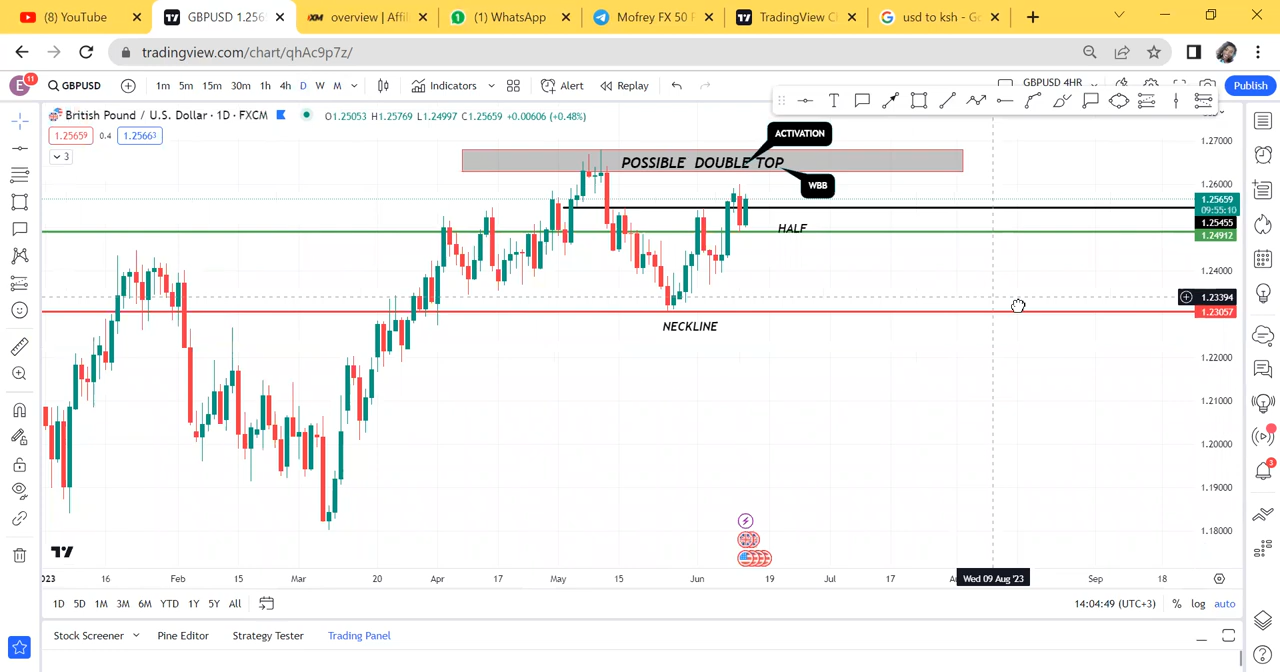 (8) YouTube
GBPUSD 1.256
overview | Affil
(1) WhatsApp
Mofrey FX 50 F
TradingView C
usd to ksh - G
tradingview.com/chart/qhAc9p7z/
E 11 GBPUSD 1m 5m 15m 30m 1h 4h D W M Indicators Alert Replay GBPUSD 4HR Publish
British Pound / U.S. Dollar · 1D · FXCM O1.25053 H1.25769 L1.24997 C1.25659 +0.00606 (+0.48%)
1.25659 0.4 1.25663
3
ACTIVATION
POSSIBLE DOUBLE TOP
WBB
HALF
NECKLINE
1.27000
1.26000
1.25659
09:55:10
1.25455
1.24912
1.24000
1.23394
1.23057
1.22000
1.21000
1.20000
1.19000
1.18000
023 16 Feb 15 Mar 20 Apr 17 May 15 Jun 19 Jul 17 Wed 09 Aug '23 Sep 18
1D 5D 1M 3M 6M YTD 1Y 5Y All 14:04:49 (UTC+3) % log auto
Stock Screener Pine Editor Strategy Tester Trading Panel
3